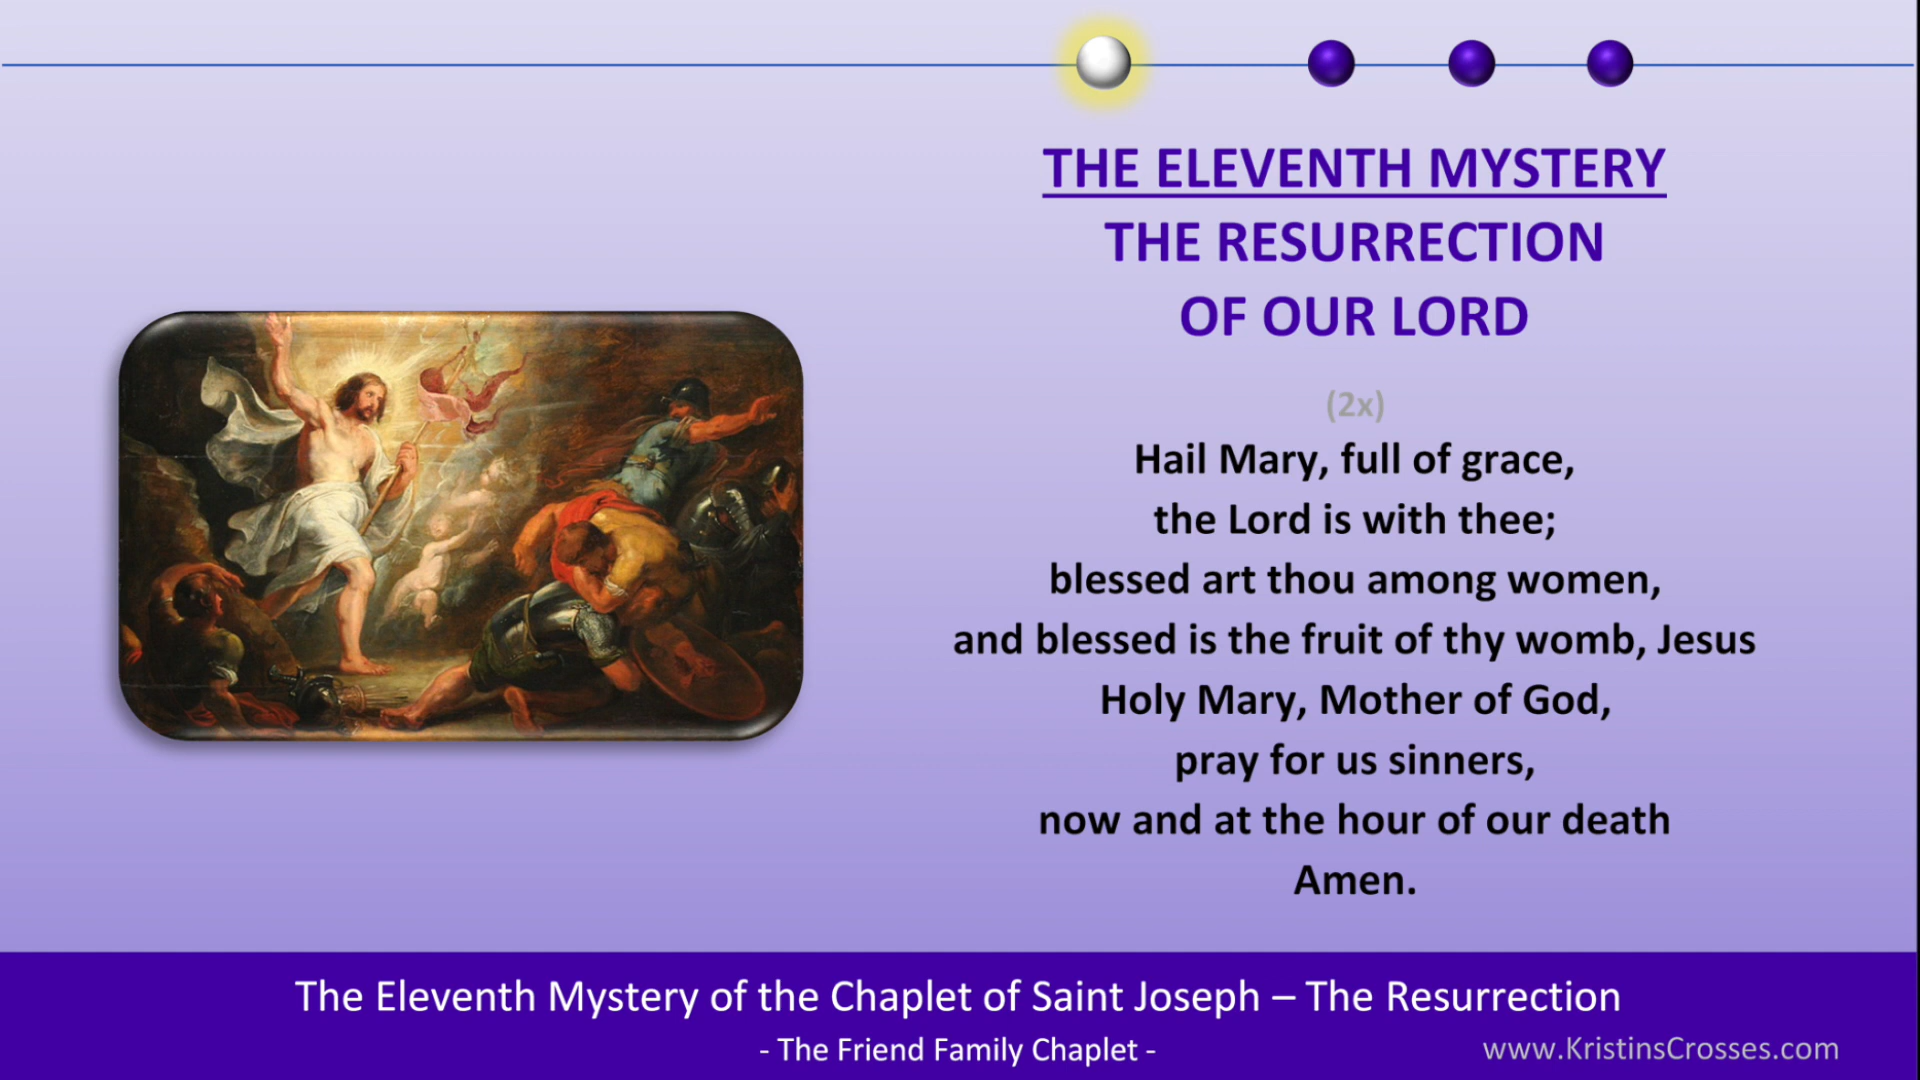 THE ELEVENTH MYSTERY
THE RESURRECTION
OF OUR LORD
(2x)
Hail Mary, full of grace,
the Lord is with thee;
blessed art thou among women,
and blessed is the fruit of thy womb, Jesus
Holy Mary, Mother of God,
pray for us sinners,
now and at the hour of our death
Amen.
The Eleventh Mystery of the Chaplet of Saint Joseph – The Resurrection
- The Friend Family Chaplet -
www.KristinsCrosses.com